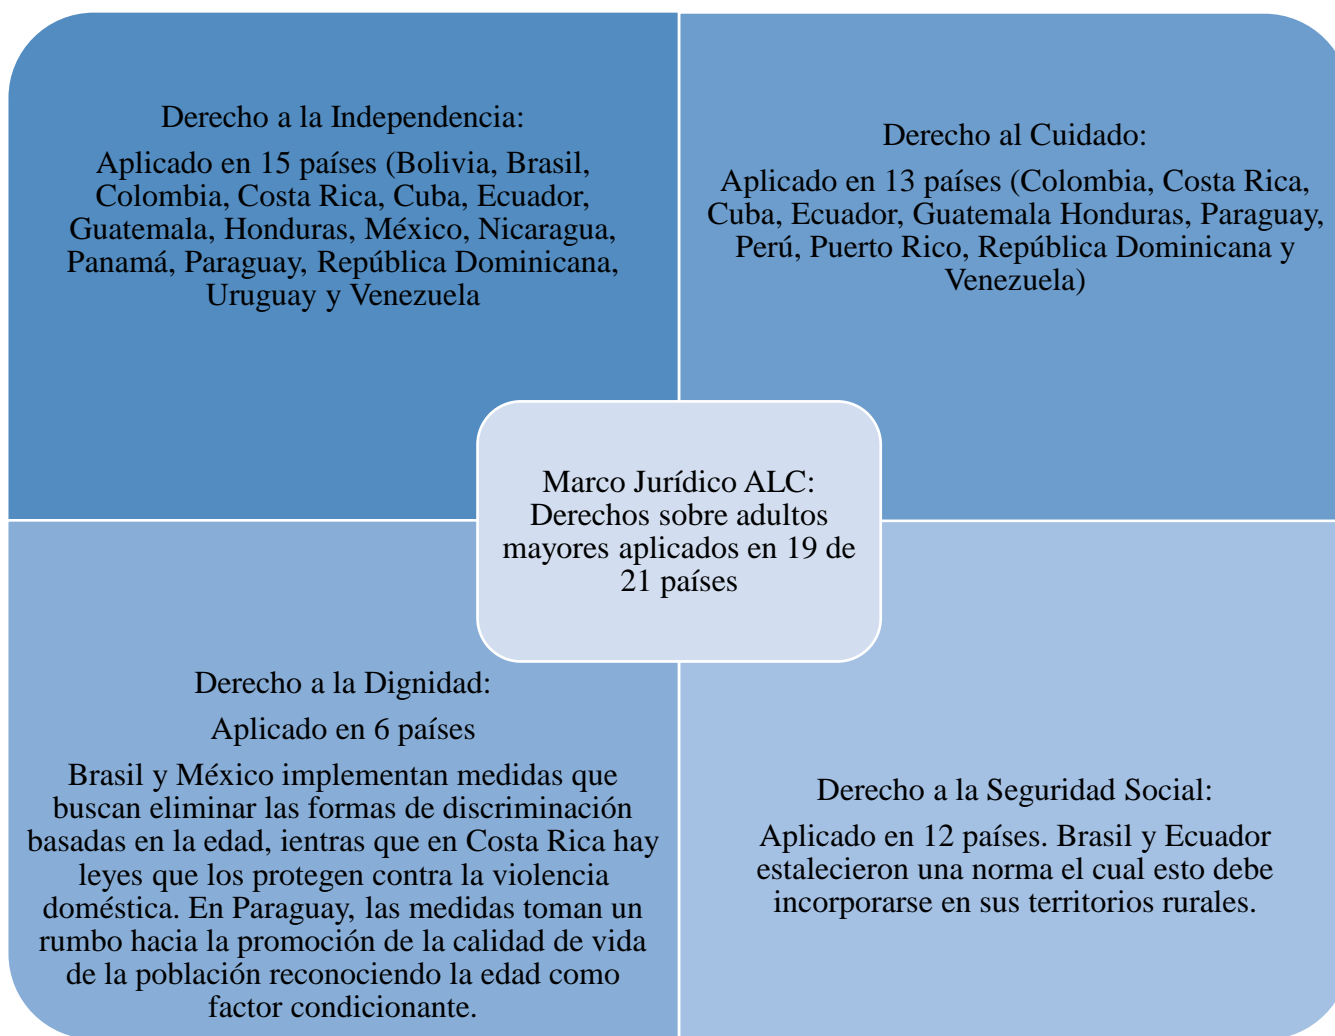 Derecho a la Independencia:
Aplicado en 15 países (Bolivia, Brasil,
Colombia, Costa Rica, Cuba, Ecuador,
Guatemala, Honduras, México, Nicaragua,
Panamá, Paraguay, República Dominicana,
Uruguay y Venezuela
Derecho al Cuidado:
Aplicado en 13 países (Colombia, Costa Rica,
Cuba, Ecuador, Guatemala Honduras, Paraguay,
Perú, Puerto Rico, República Dominicana y
Venezuela)
Marco Jurídico ALC:
Derechos sobre adultos
mayores aplicados en 19 de
21 países
Derecho a la Dignidad:
Aplicado en 6 países
Brasil y México implementan medidas que
buscan eliminar las formas de discriminación
basadas en la edad, ientras que en Costa Rica hay
leyes que los protegen contra la violencia
doméstica. En Paraguay, las medidas toman un
rumbo hacia la promoción de la calidad de vida
de la población reconociendo la edad como
factor condicionante.
Derecho a la Seguridad Social:
Aplicado en 12 países. Brasil y Ecuador
estalecieron una norma el cual esto debe
incorporarse en sus territorios rurales.